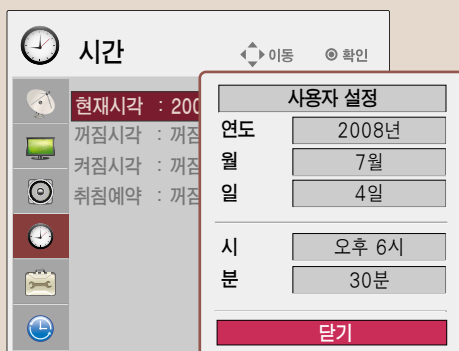 시간
이동 확인
현재시각 : 200
꺼짐시각 : 꺼짐
켜짐시각 : 꺼짐
취침예약 : 꺼짐
사용자 설정
연도 2008년
월 7월
일 4일
시 오후 6시
분 30분
닫기